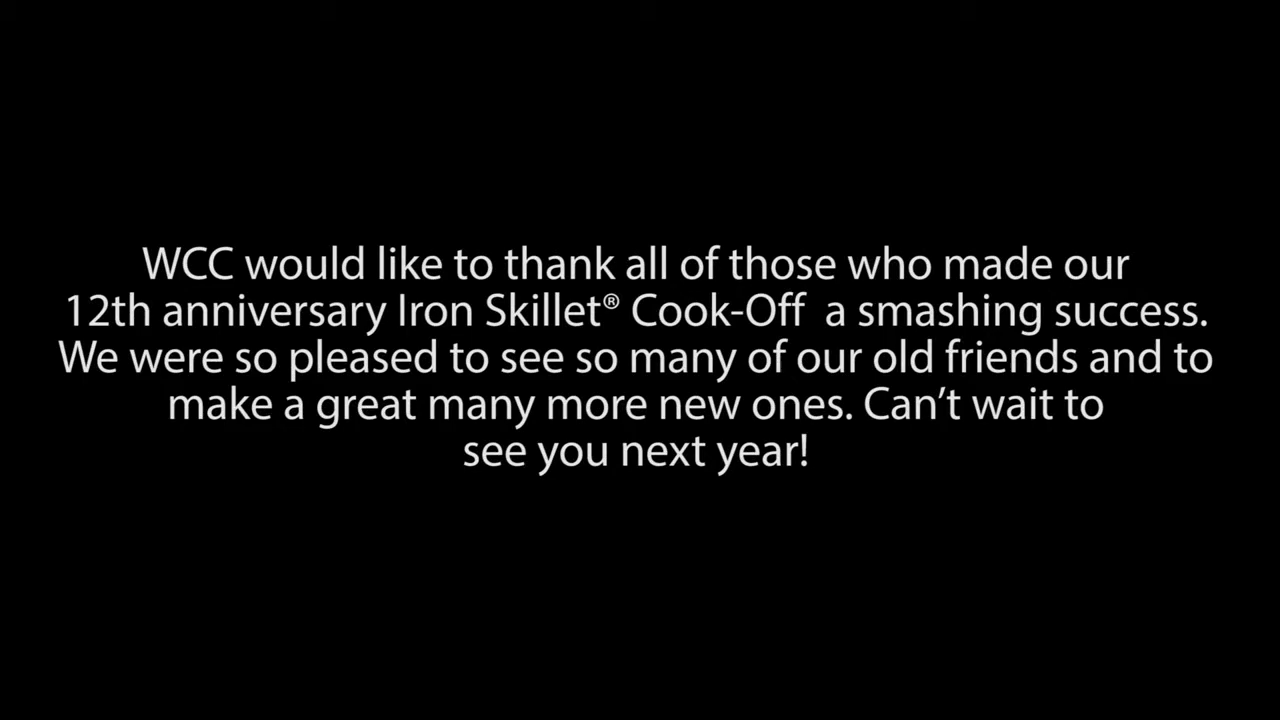 WCC would like to thank all of those who made our
12th anniversary Iron Skillet® Cook-Off  a smashing success.
We were so pleased to see so many of our old friends and to
make a great many more new ones. Can’t wait to
see you next year!